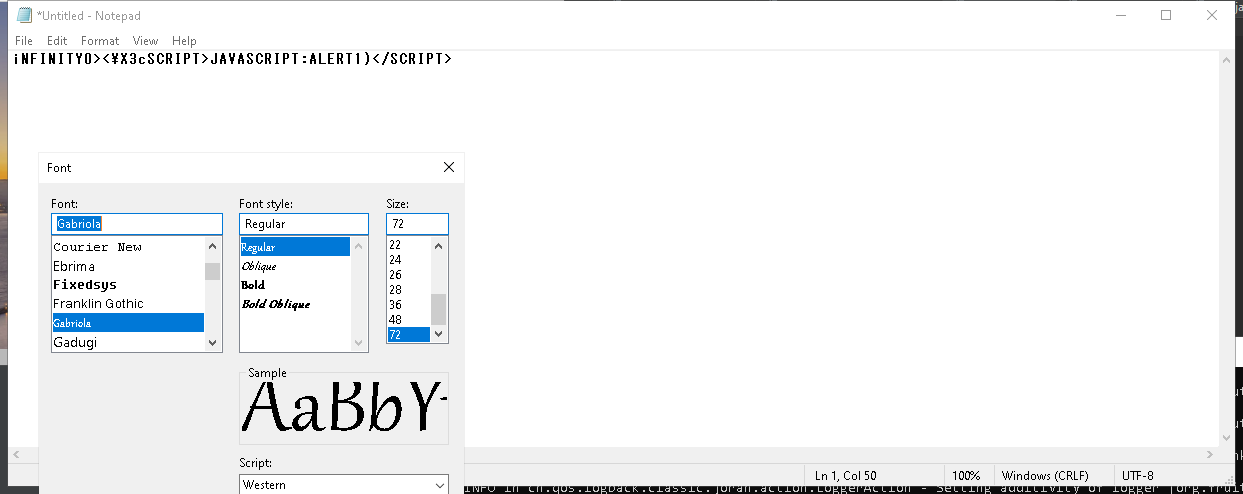 *Untitled - Notepad
File Edit Format View Help
iNFINITYO><¥X3cSCRIPT>JAVASCRIPT:ALERT1)</SCRIPT>
Font
Font: Font style: Size:
Gabriola Regular 72
Courier New
Ebrima
Fixedsys
Franklin Gothic
Gabriola
Gadugi
Regular
Oblique
Bold
Bold Oblique
22
24
26
28
36
48
72
Sample
AaBbY
Script:
Western
Ln 1, Col 50 100% Windows (CRLF) UTF-8
INFO in ch.qos.logback.classic.joran.action.LoggerAction - Setting additivity of logger